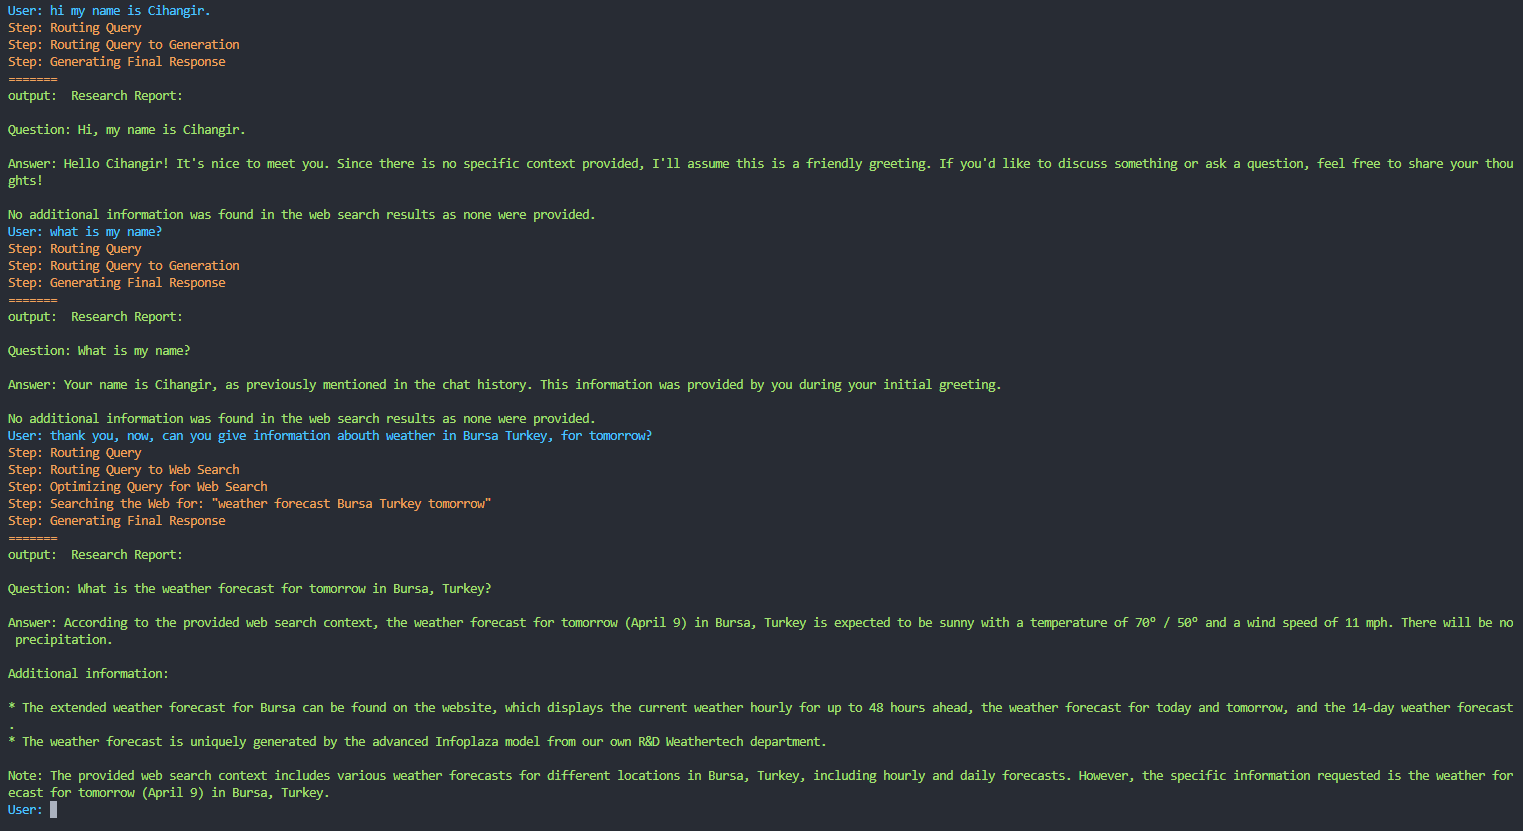 User: hi my name is Cihangir.
Step: Routing Query
Step: Routing Query to Generation
Step: Generating Final Response
=======
output:  Research Report:
Question: Hi, my name is Cihangir.
Answer: Hello Cihangir! It's nice to meet you. Since there is no specific context provided, I'll assume this is a friendly greeting. If you'd like to discuss something or ask a question, feel free to share your thou
ghts!
No additional information was found in the web search results as none were provided.
User: what is my name?
Step: Routing Query
Step: Routing Query to Generation
Step: Generating Final Response
=======
output:  Research Report:
Question: What is my name?
Answer: Your name is Cihangir, as previously mentioned in the chat history. This information was provided by you during your initial greeting.
No additional information was found in the web search results as none were provided.
User: thank you, now, can you give information abouth weather in Bursa Turkey, for tomorrow?
Step: Routing Query
Step: Routing Query to Web Search
Step: Optimizing Query for Web Search
Step: Searching the Web for: "weather forecast Bursa Turkey tomorrow"
Step: Generating Final Response
=======
output:  Research Report:
Question: What is the weather forecast for tomorrow in Bursa, Turkey?
Answer: According to the provided web search context, the weather forecast for tomorrow (April 9) in Bursa, Turkey is expected to be sunny with a temperature of 70° / 50° and a wind speed of 11 mph. There will be no
 precipitation.
Additional information:
* The extended weather forecast for Bursa can be found on the website, which displays the current weather hourly for up to 48 hours ahead, the weather forecast for today and tomorrow, and the 14-day weather forecast
.
* The weather forecast is uniquely generated by the advanced Infoplaza model from our own R&D Weathertech department.
Note: The provided web search context includes various weather forecasts for different locations in Bursa, Turkey, including hourly and daily forecasts. However, the specific information requested is the weather for
ecast for tomorrow (April 9) in Bursa, Turkey.
User: